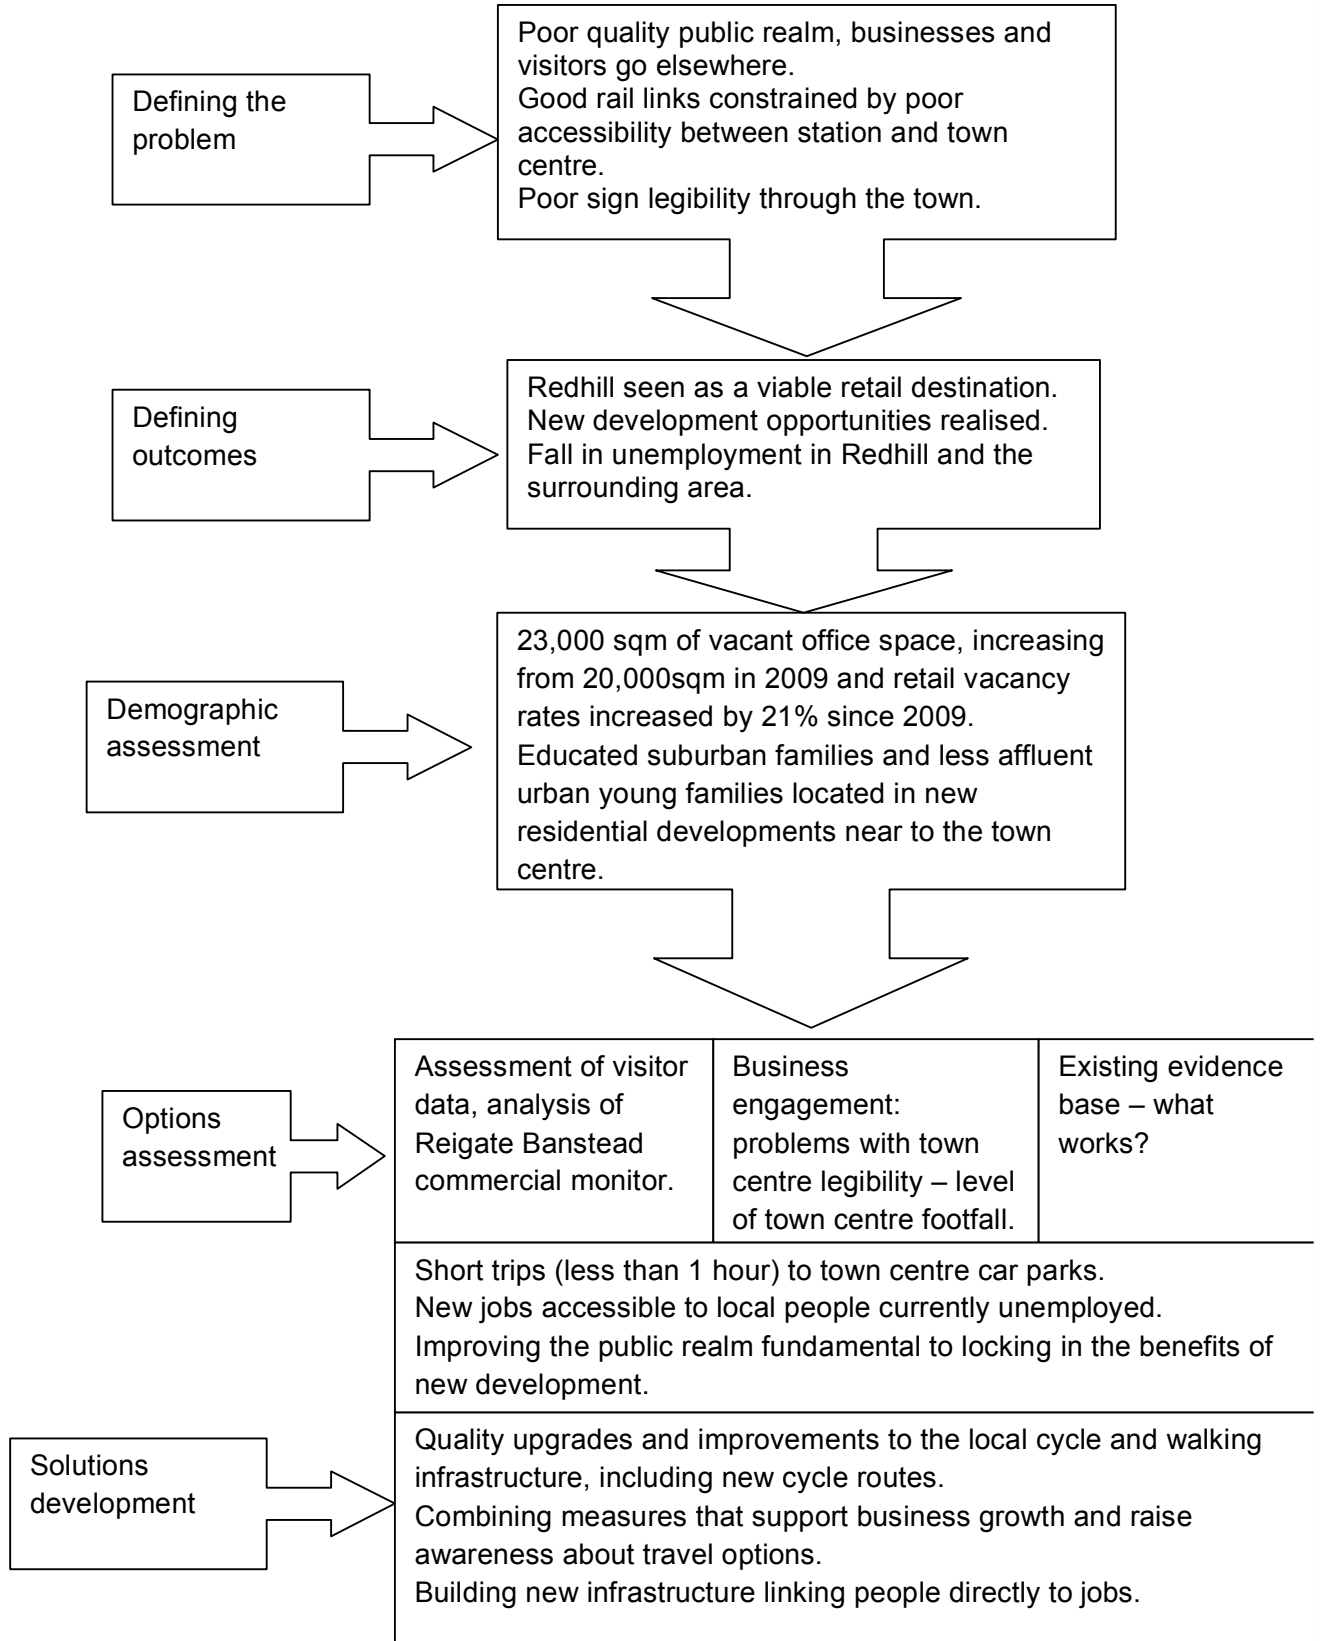 Defining the
problem
Poor quality public realm, businesses and
visitors go elsewhere.
Good rail links constrained by poor
accessibility between station and town
centre.
Poor sign legibility through the town.
Defining
outcomes
Redhill seen as a viable retail destination.
New development opportunities realised.
Fall in unemployment in Redhill and the
surrounding area.
Demographic
assessment
23,000 sqm of vacant office space, increasing
from 20,000sqm in 2009 and retail vacancy
rates increased by 21% since 2009.
Educated suburban families and less affluent
urban young families located in new
residential developments near to the town
centre.
Options
assessment
Assessment of visitor
data, analysis of
Reigate Banstead
commercial monitor.
Business
engagement:
problems with town
centre legibility – level
of town centre footfall.
Existing evidence
base – what
works?
Short trips (less than 1 hour) to town centre car parks.
New jobs accessible to local people currently unemployed.
Improving the public realm fundamental to locking in the benefits of
new development.
Solutions
development
Quality upgrades and improvements to the local cycle and walking
infrastructure, including new cycle routes.
Combining measures that support business growth and raise
awareness about travel options.
Building new infrastructure linking people directly to jobs.